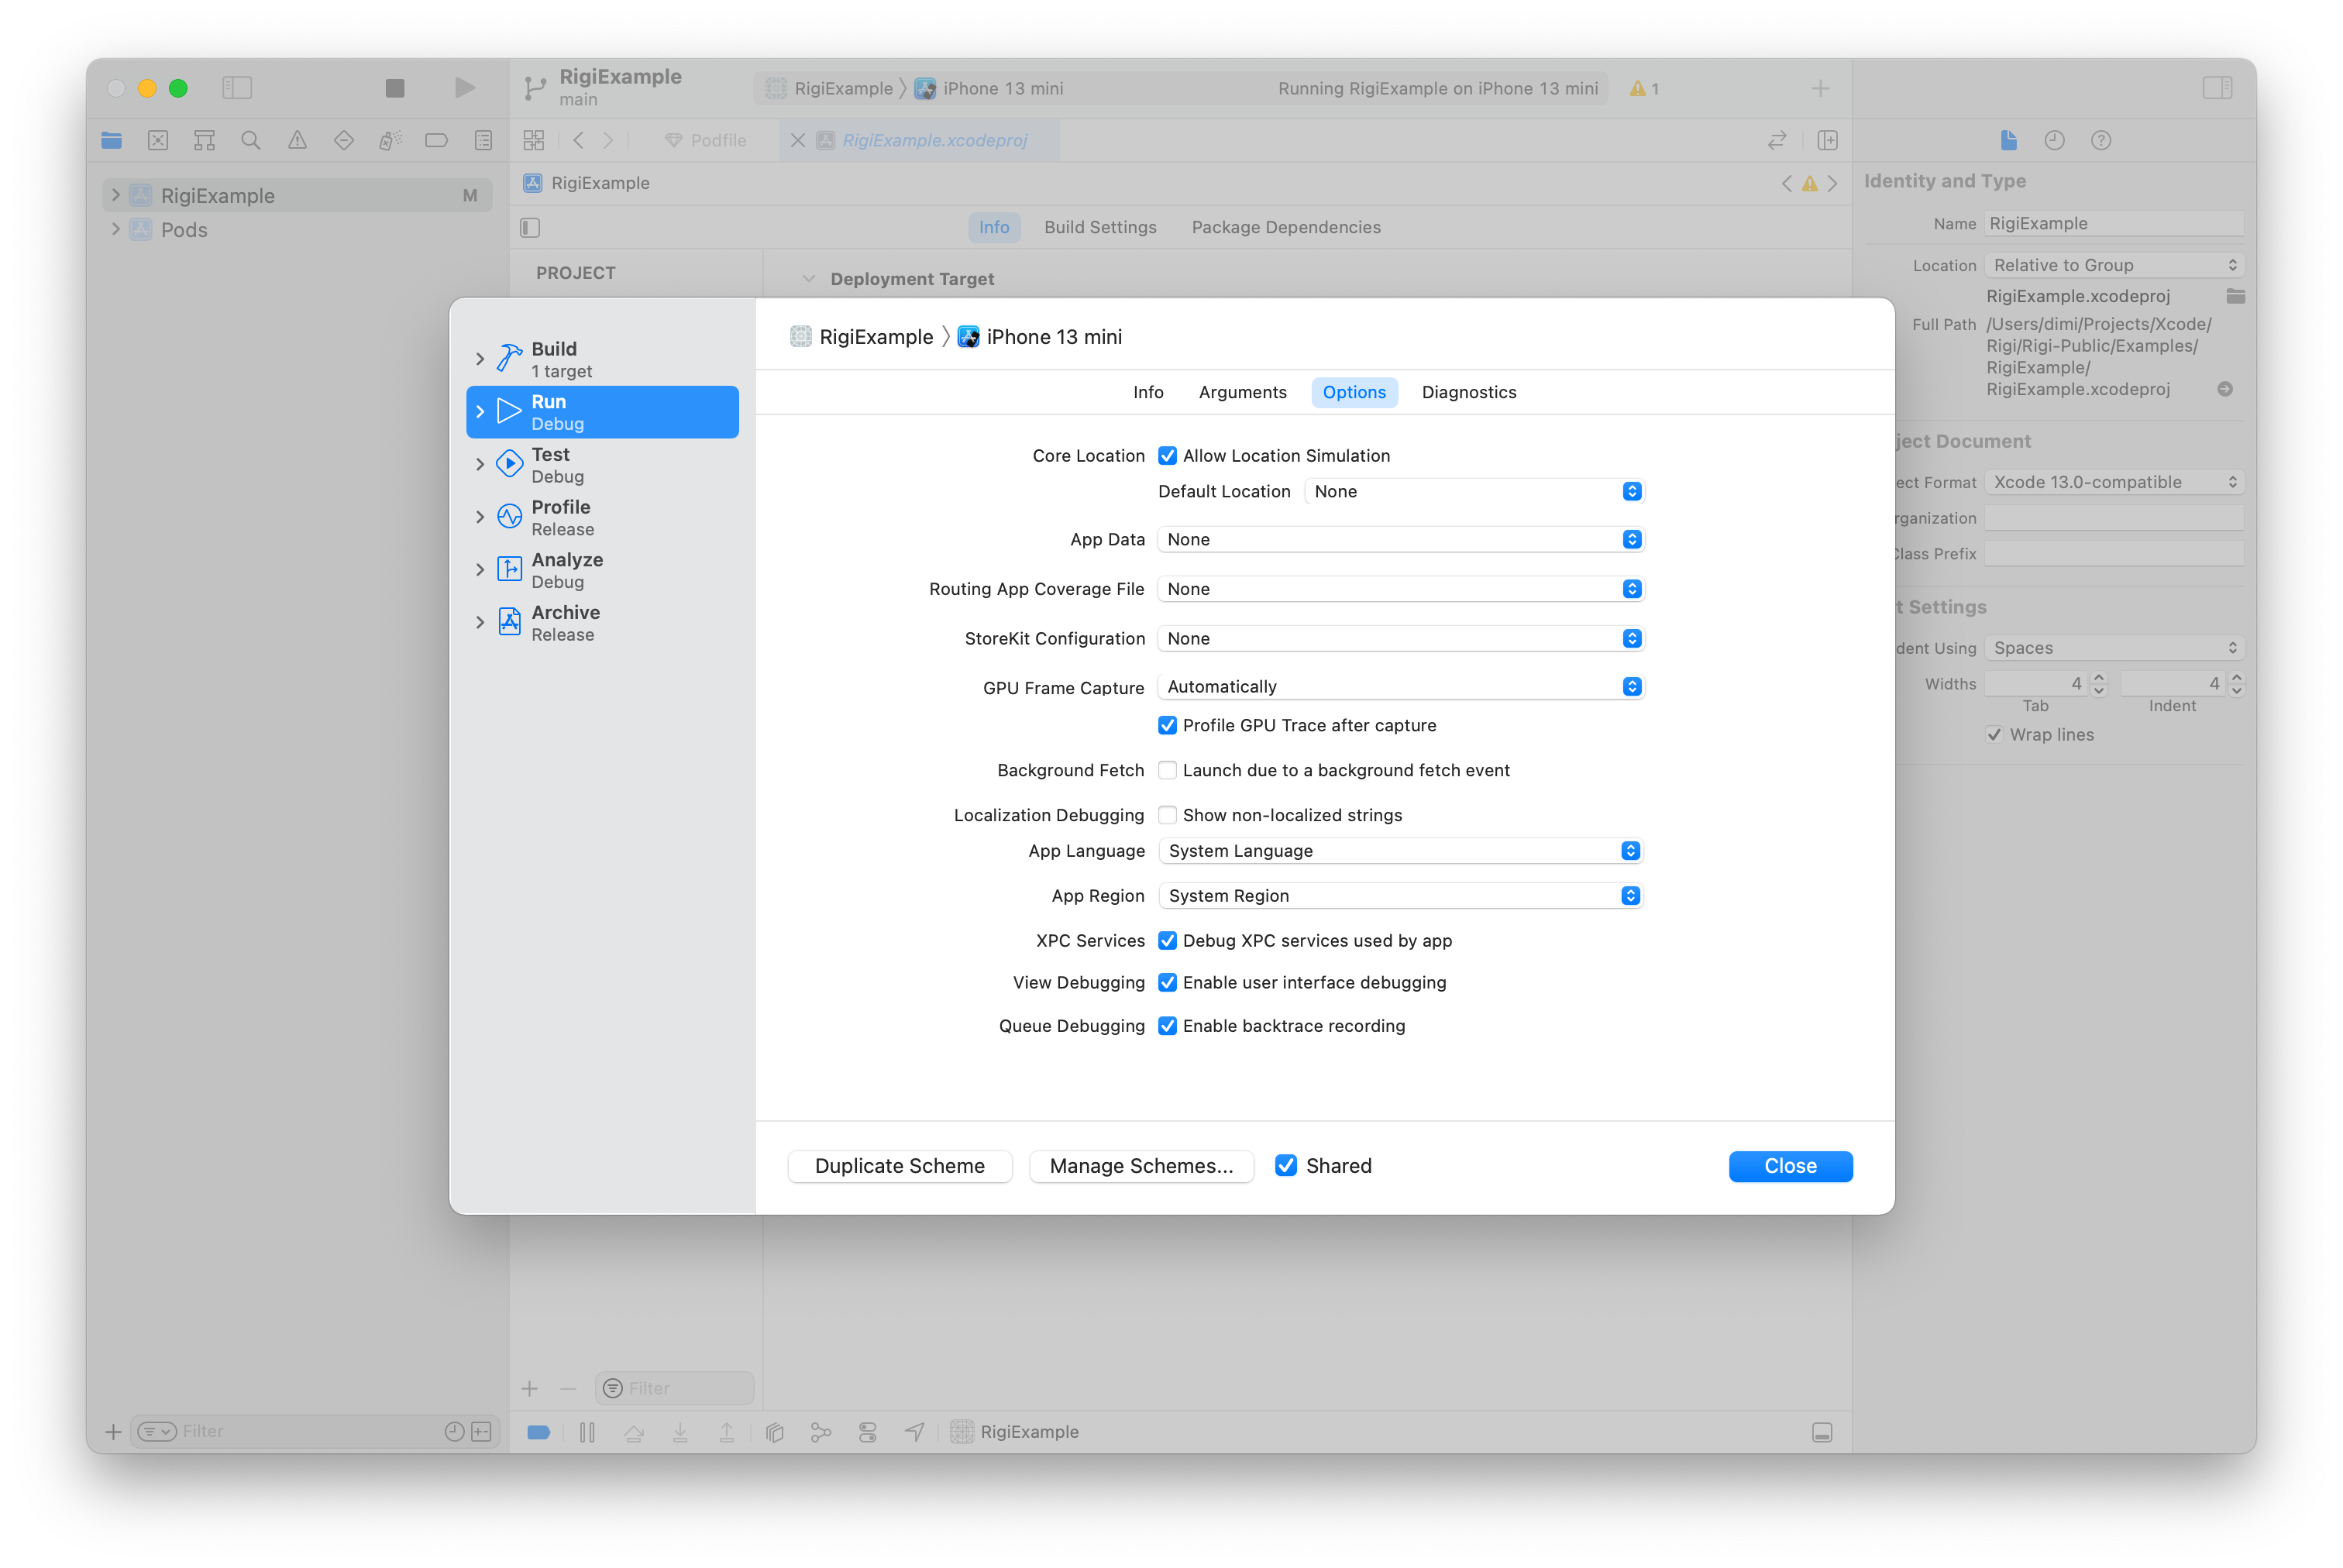 RigiExample
main
RigiExample
iPhone 13 mini
Running RigiExample on iPhone 13 mini
1
Podfile
RigiExample.xcodeproj
RigiExample
M
Pods
RigiExample
Info
Build Settings
Package Dependencies
PROJECT
Deployment Target
Identity and Type
Name
RigiExample
Location
Relative to Group
RigiExample.xcodeproj
Full Path
/Users/dimi/Projects/Xcode/
Rigi/Rigi-Public/Examples/
RigiExample/
RigiExample.xcodeproj
ject Document
ect Format
Xcode 13.0-compatible
rganization
Class Prefix
t Settings
dent Using
Spaces
Widths
4
4
Tab
Indent
Wrap lines
Build
1 target
Run
Debug
Test
Debug
Profile
Release
Analyze
Debug
Archive
Release
RigiExample
iPhone 13 mini
Info
Arguments
Options
Diagnostics
Core Location
Allow Location Simulation
Default Location
None
App Data
None
Routing App Coverage File
None
StoreKit Configuration
None
GPU Frame Capture
Automatically
Profile GPU Trace after capture
Background Fetch
Launch due to a background fetch event
Localization Debugging
Show non-localized strings
App Language
System Language
App Region
System Region
XPC Services
Debug XPC services used by app
View Debugging
Enable user interface debugging
Queue Debugging
Enable backtrace recording
Duplicate Scheme
Manage Schemes...
Shared
Close
Filter
Filter
RigiExample